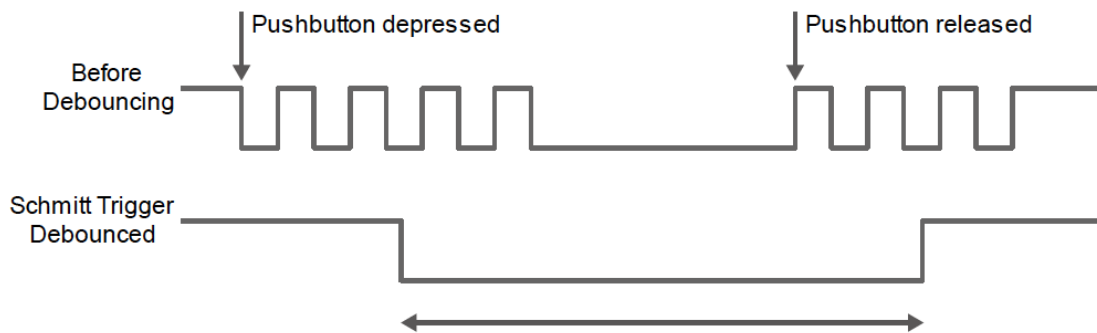 Pushbutton depressed
Pushbutton released
Before
Debouncing
Schmitt Trigger
Debounced